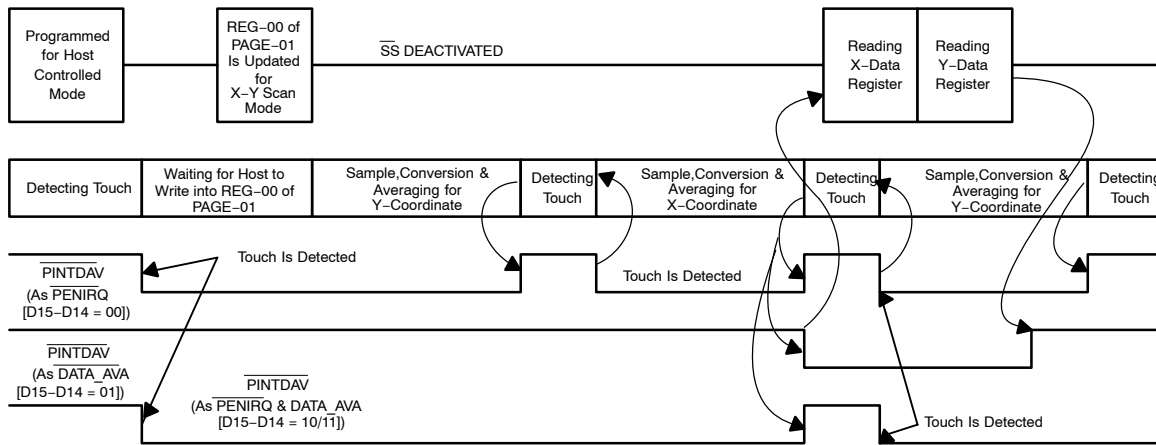 Programmed
for Host
Controlled
Mode
REG−00 of
PAGE−01
Is Updated
for
X−Y Scan
Mode
SS DEACTIVATED
Reading
X−Data
Register
Reading
Y−Data
Register
Detecting Touch
Waiting for Host to
Write into REG−00 of
PAGE−01
Sample,Conversion &
Averaging for
Y−Coordinate
Detecting
Touch
Sample,Conversion &
Averaging for
X−Coordinate
Detecting
Touch
Sample,Conversion &
Averaging for
Y−Coordinate
Detecting
Touch
PINTDAV
(As PENIRQ
[D15−D14 = 00])
Touch Is Detected
Touch Is Detected
PINTDAV
(As DATA_AVA
[D15−D14 = 01])
PINTDAV
(As PENIRQ & DATA_AVA
[D15−D14 = 10/11])
Touch Is Detected